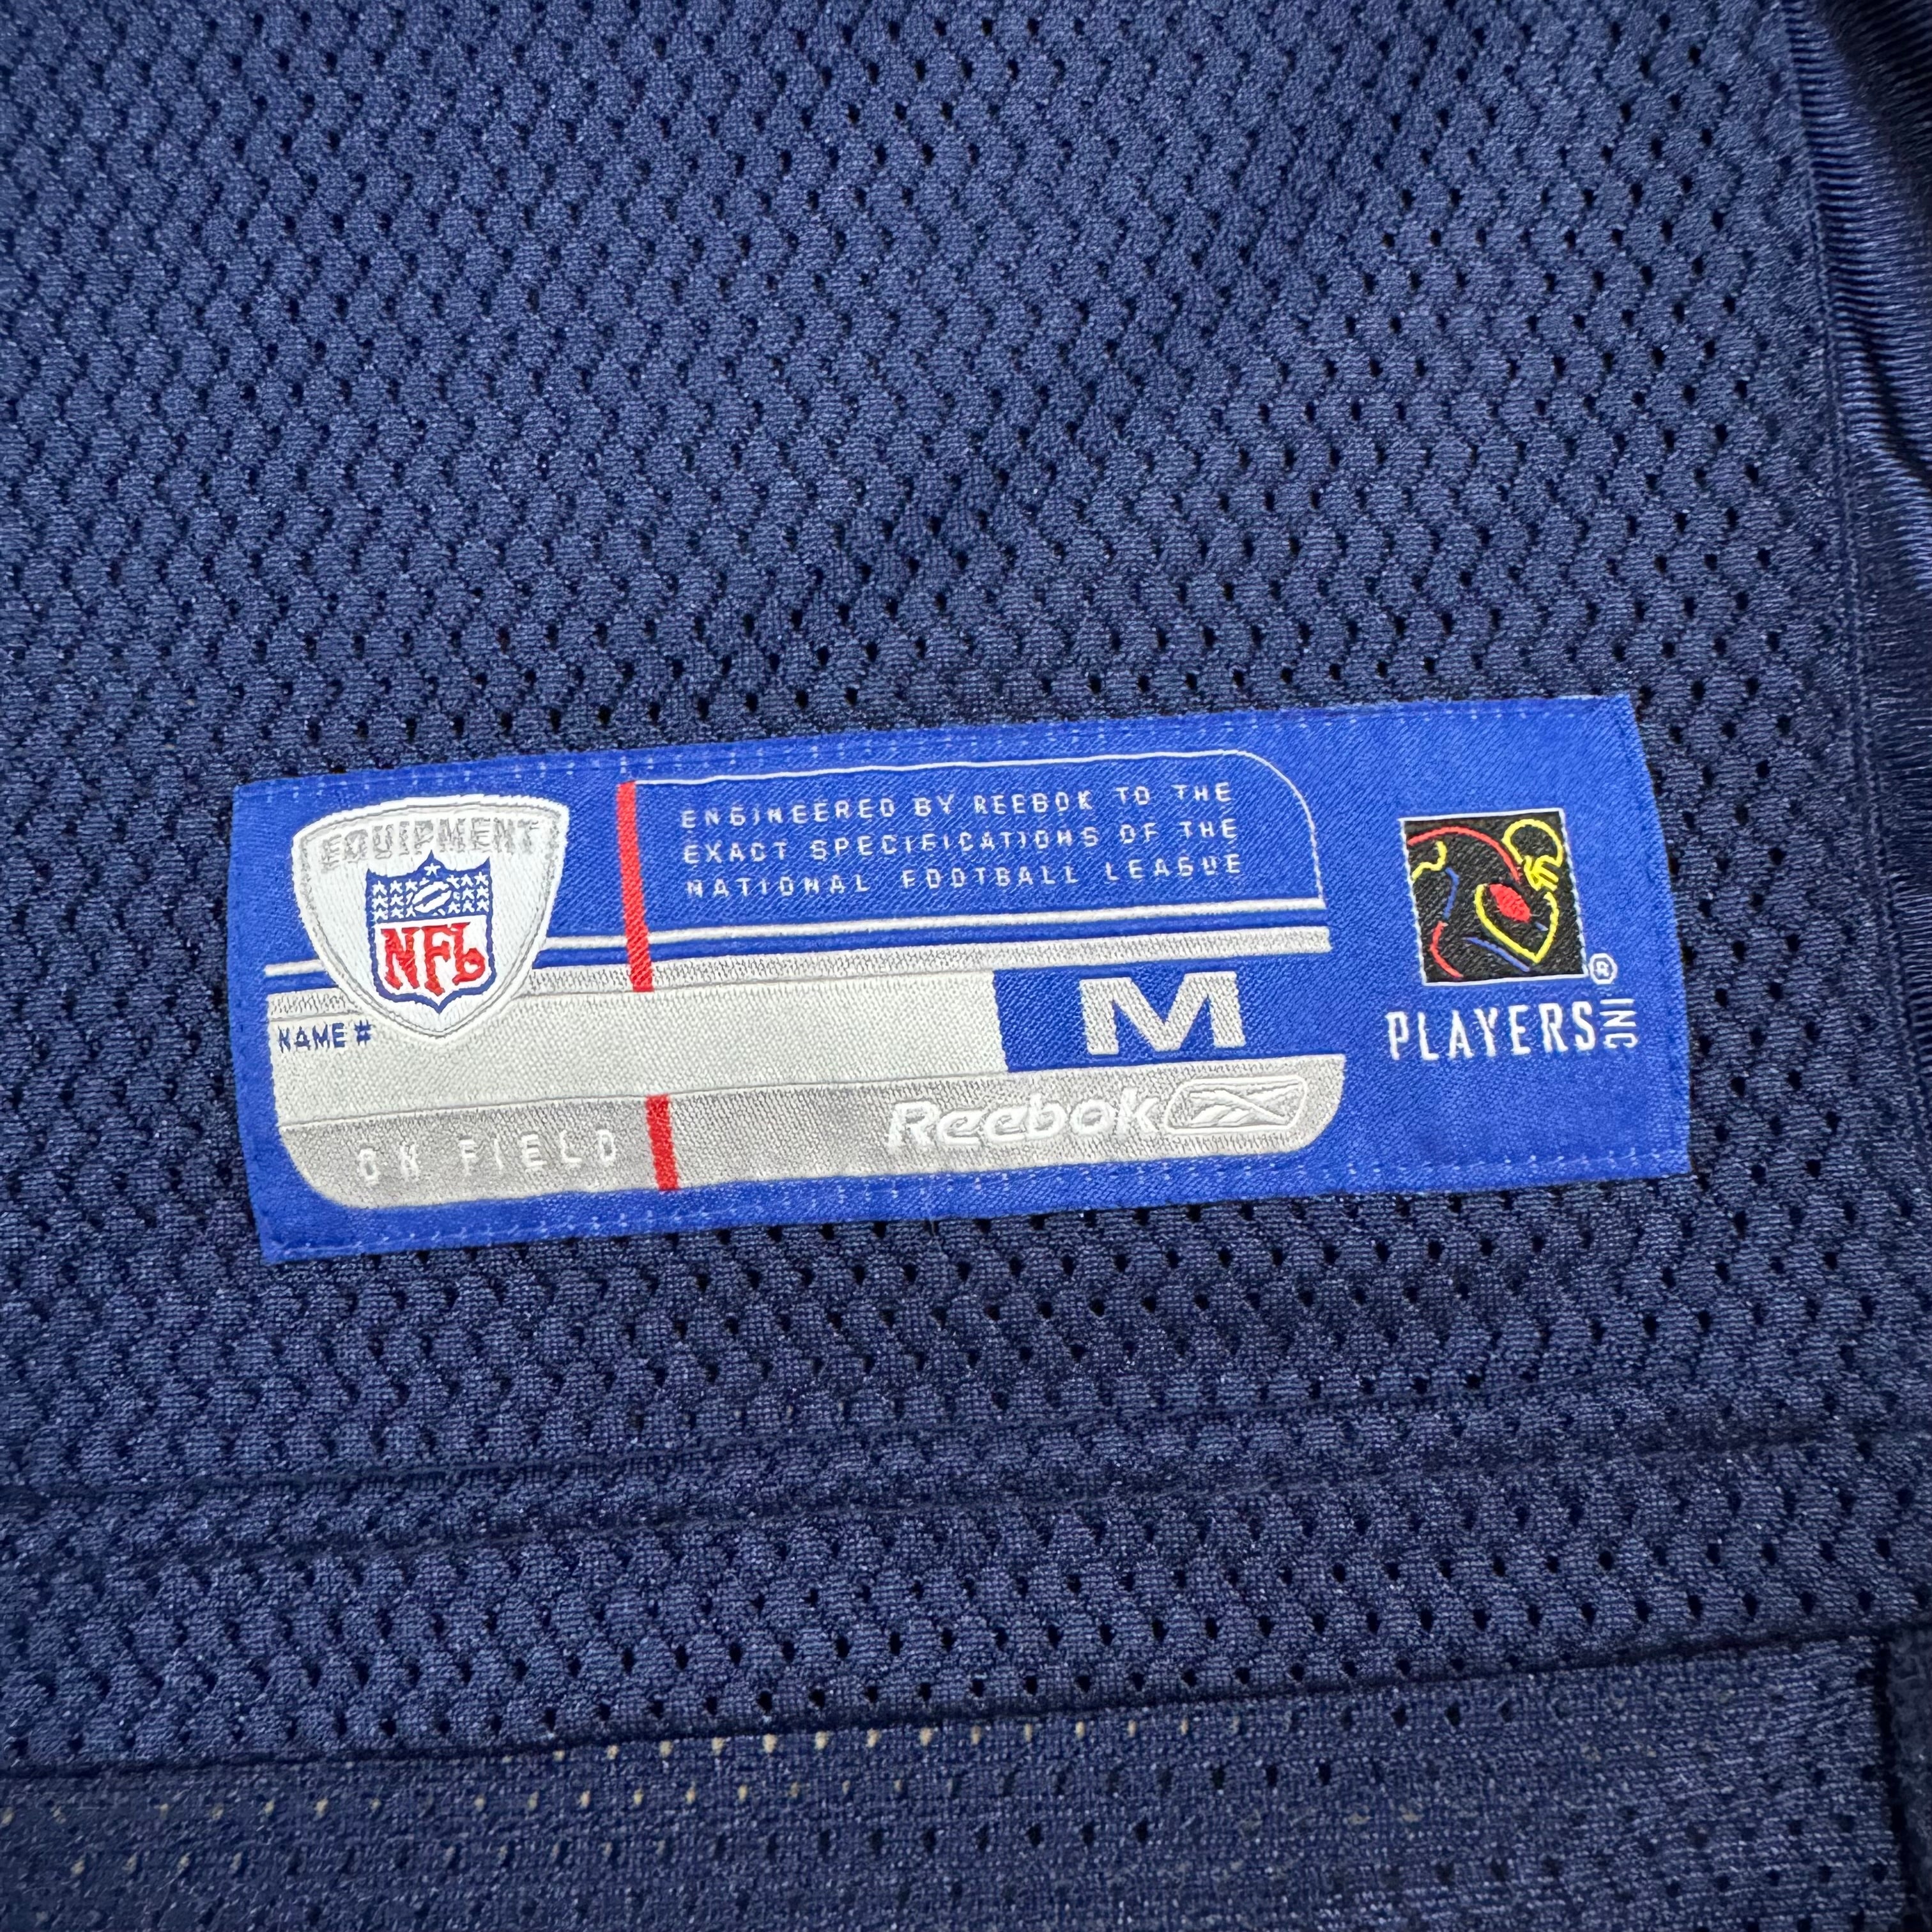 EQUIPMENT
NFL
ENGINEERED BY REEBOK TO THE
EXACT SPECIFICATIONS OF THE
NATIONAL FOOTBALL LEAGUE
NAME #
M
ON FIELD
Reebok
®
PLAYERS INC